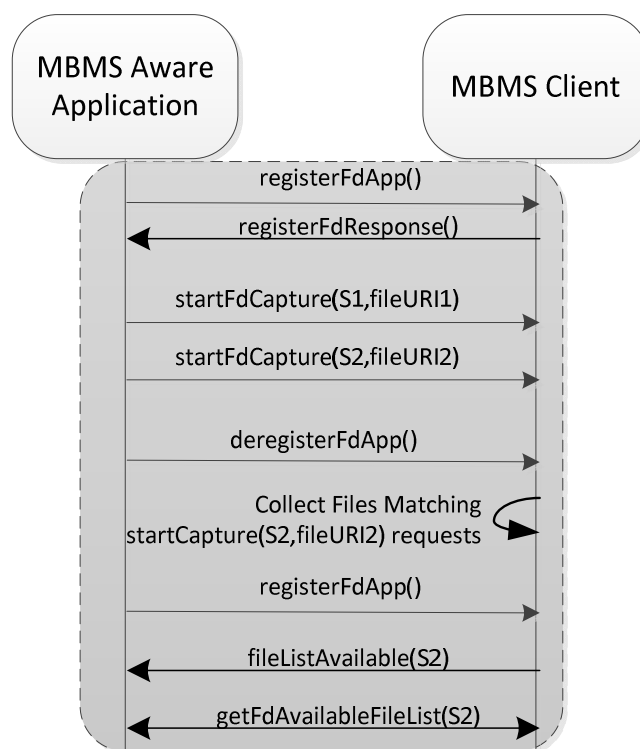 MBMS Aware
Application
MBMS Client
registerFdApp()
registerFdResponse()
startFdCapture(S1,fileURI1)
startFdCapture(S2,fileURI2)
deregisterFdApp()
Collect Files Matching
startCapture(S2,fileURI2) requests
registerFdApp()
fileListAvailable(S2)
getFdAvailableFileList(S2)